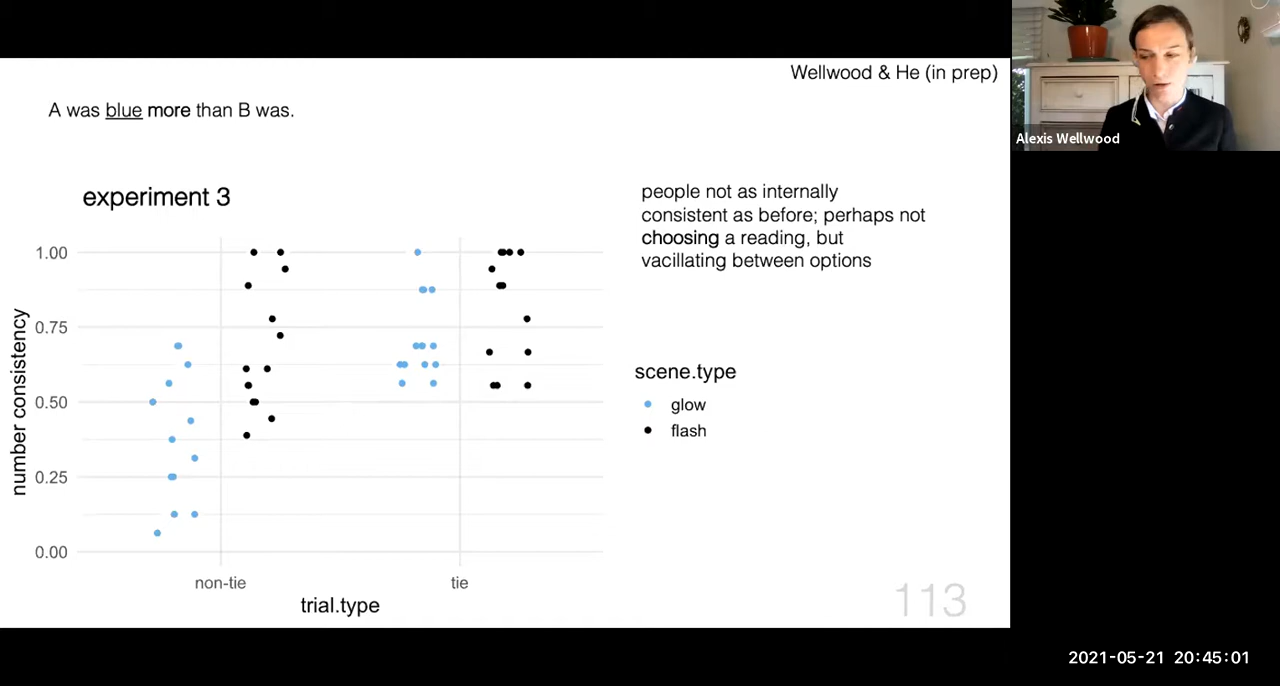 Wellwood & He (in prep)
A was blue more than B was.
Alexis Wellwood
experiment 3
people not as internally
consistent as before; perhaps not
choosing a reading, but
vacillating between options
number consistency
1.00
0.75
0.50
0.25
0.00
non-tie
tie
trial.type
scene.type
glow
flash
113
2021-05-21 20:45:01